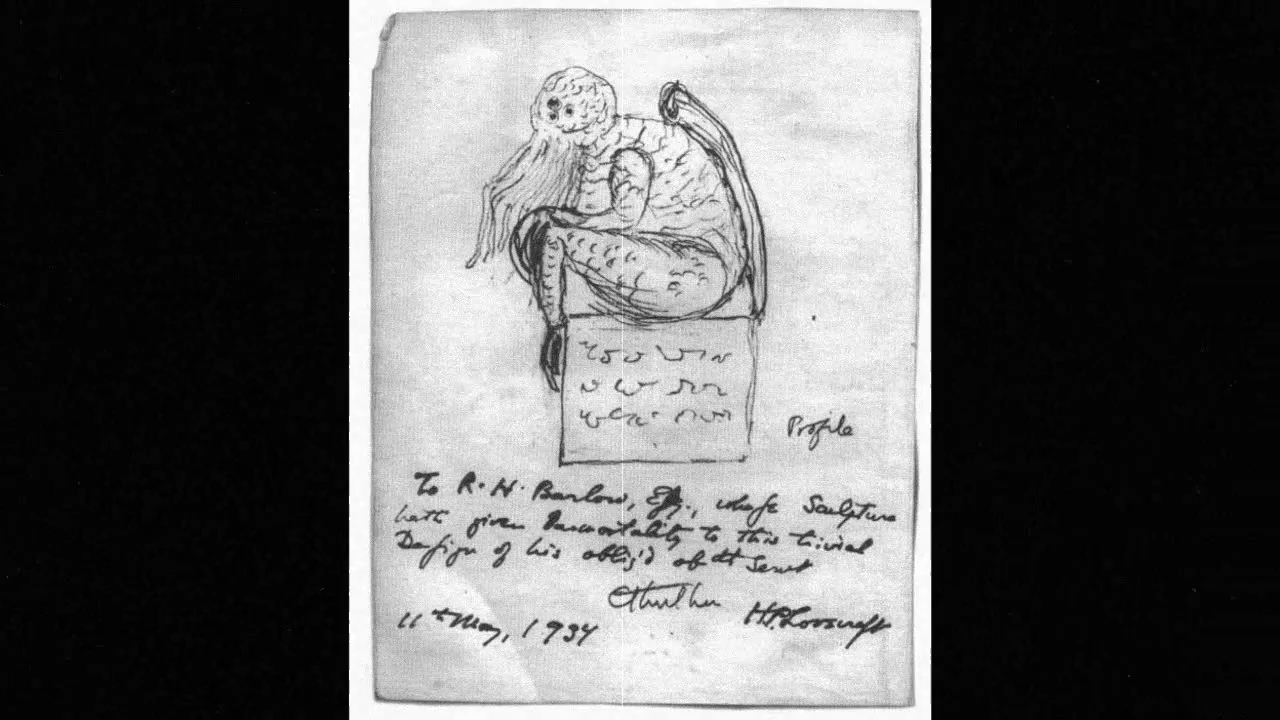 Profile
To R. H. Barlow, Esq., whose Sculpture
hath given Immortality to this trivial
Design of his oblig'd obdt Servt
Cthulhu
H.P. Lovecraft
11th May, 1934